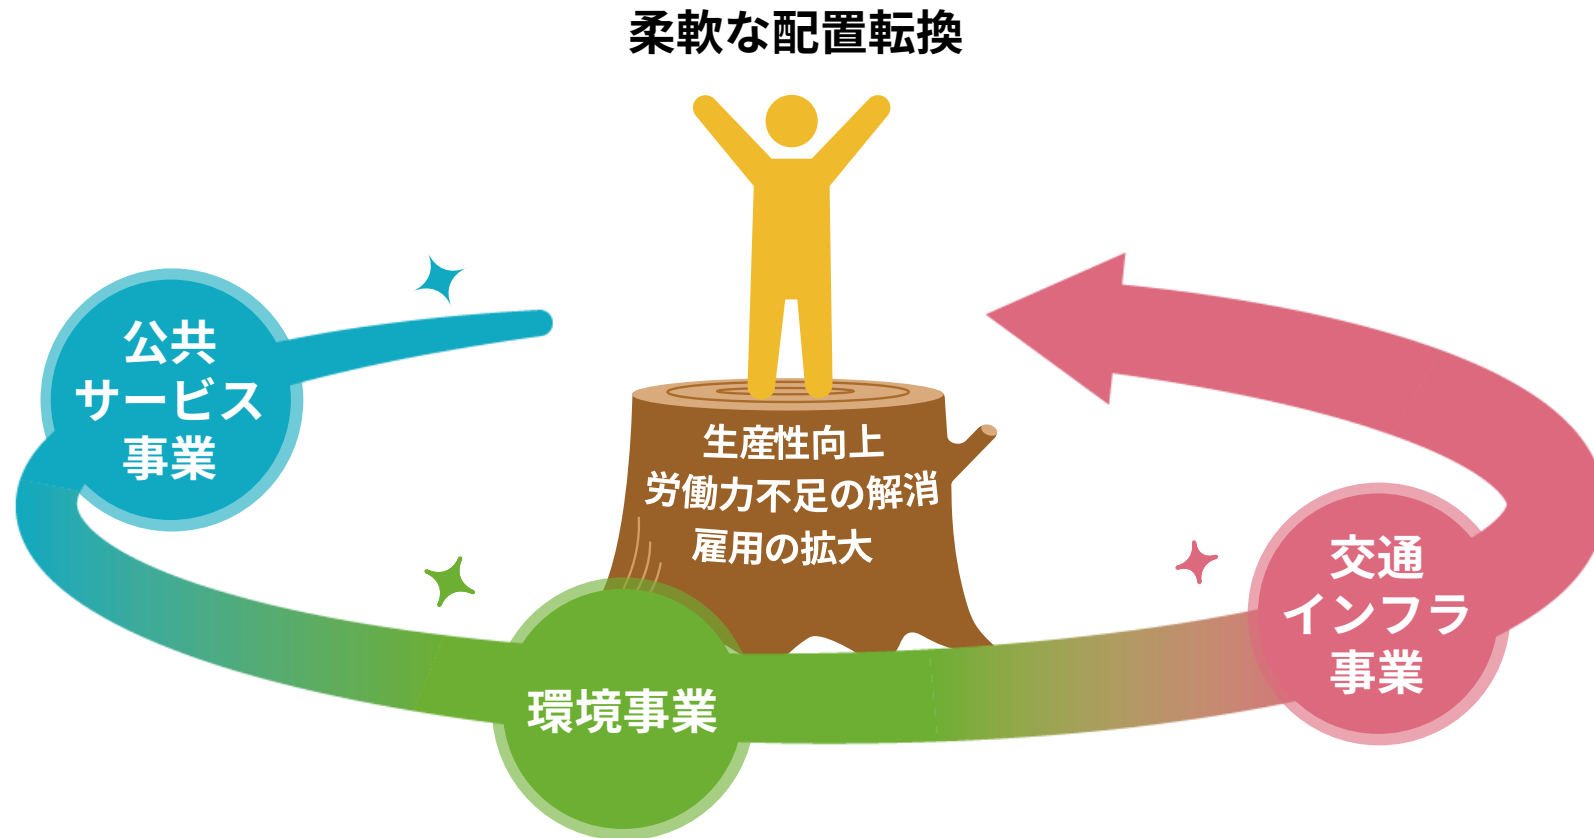 柔軟な配置転換
公共
サービス
事業
生産性向上
労働力不足の解消
雇用の拡大
交通
インフラ
事業
環境事業